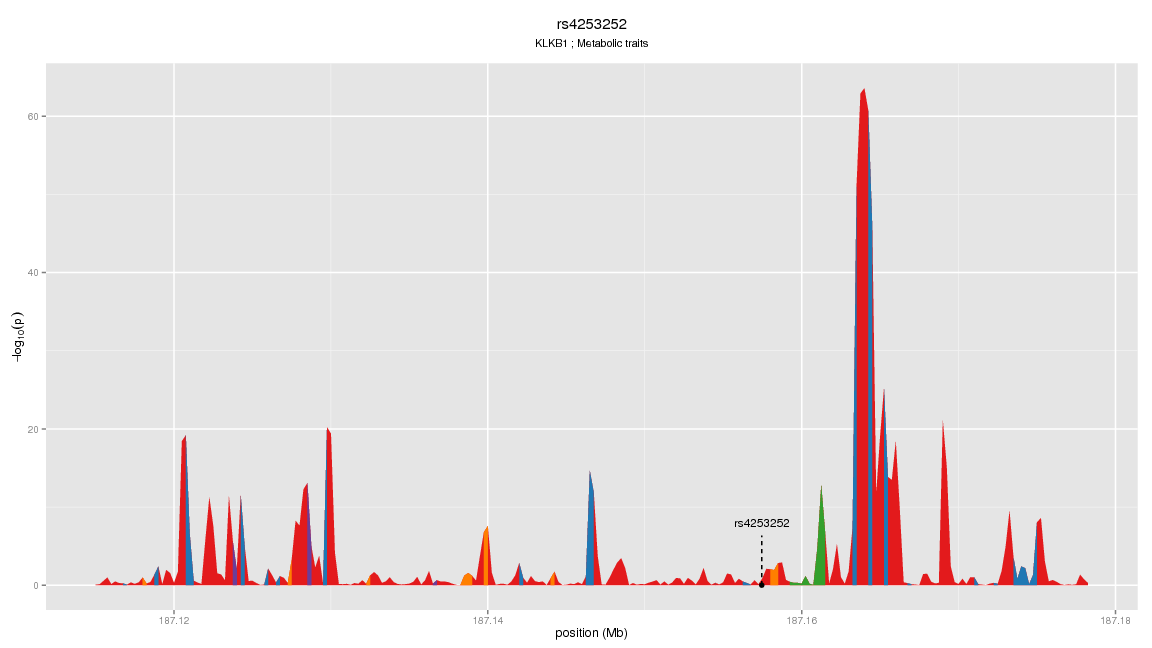 rs4253252
KLKB1 ; Metabolic traits
60
40
20
0
−log10(p)
rs4253252
187.12
187.14
187.16
187.18
position (Mb)